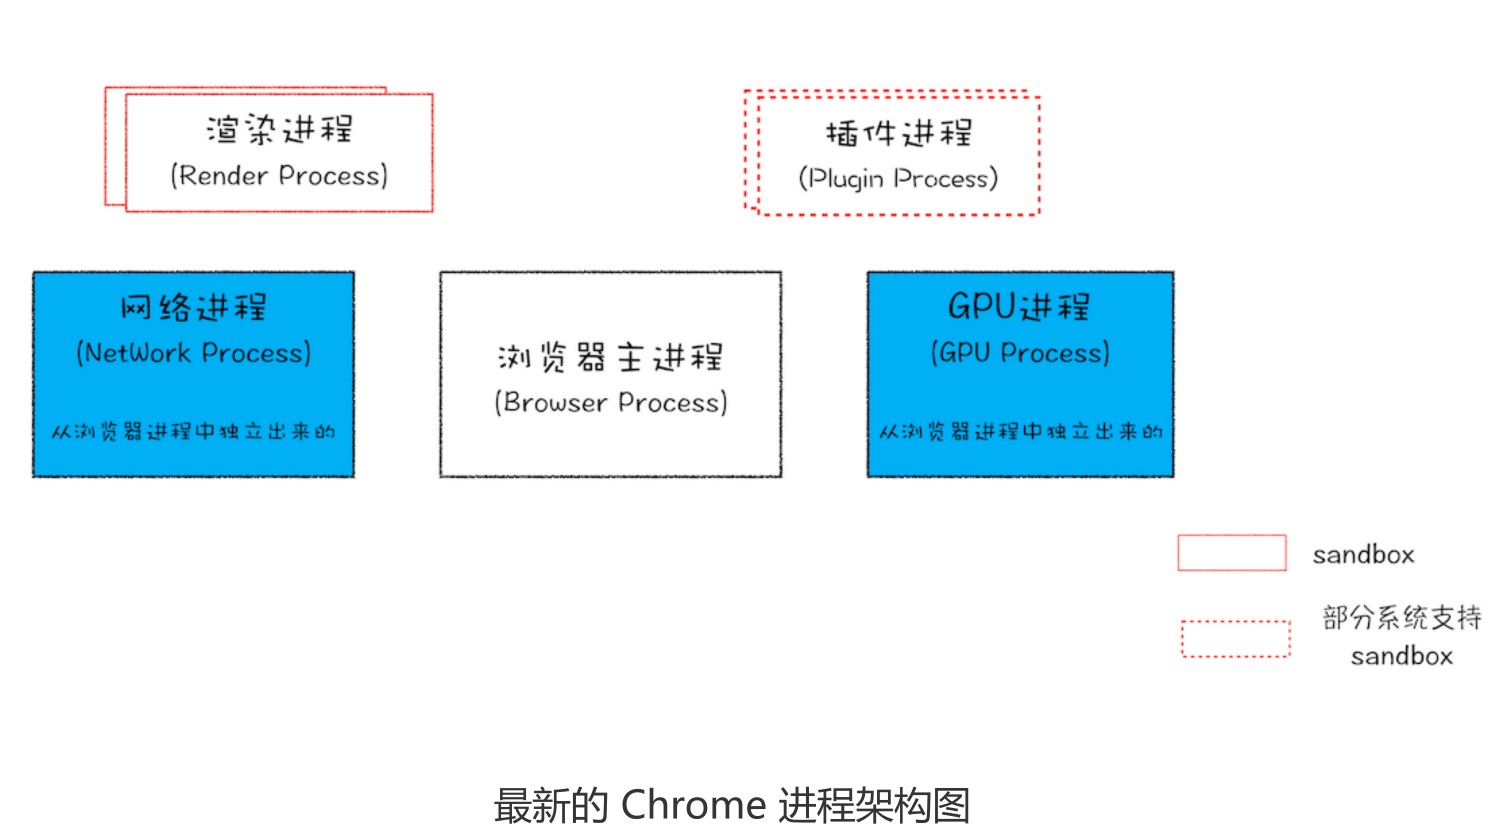 渲染进程
(Render Process)
插件进程
(Plugin Process)
网络进程
(NetWork Process)
从浏览器进程中独立出来的
浏览器主进程
(Browser Process)
GPU进程
(GPU Process)
从浏览器进程中独立出来的
sandbox
部分系统支持
sandbox
最新的 Chrome 进程架构图